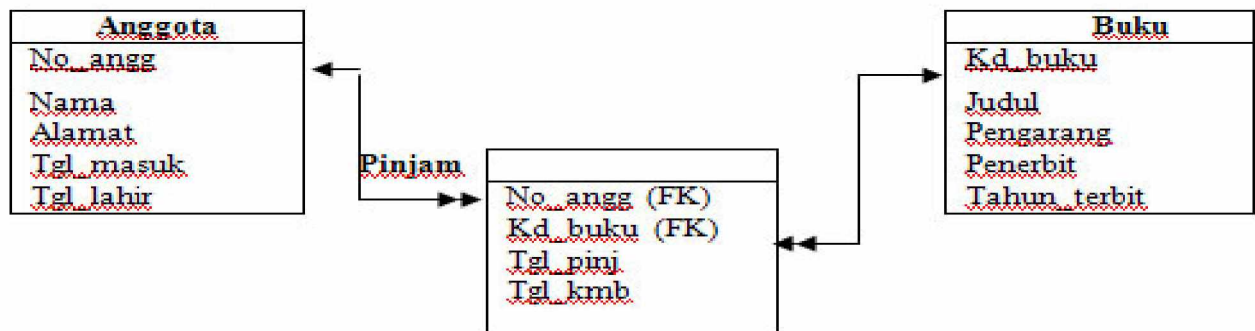 Anggota
No_angg
Nama
Alamat
Tgl_masuk
Tgl_lahir
Pinjam
No_angg (FK)
Kd_buku (FK)
Tgl_pinj
Tgl_kmb
Buku
Kd_buku
Judul
Pengarang
Penerbit
Tahun_terbit